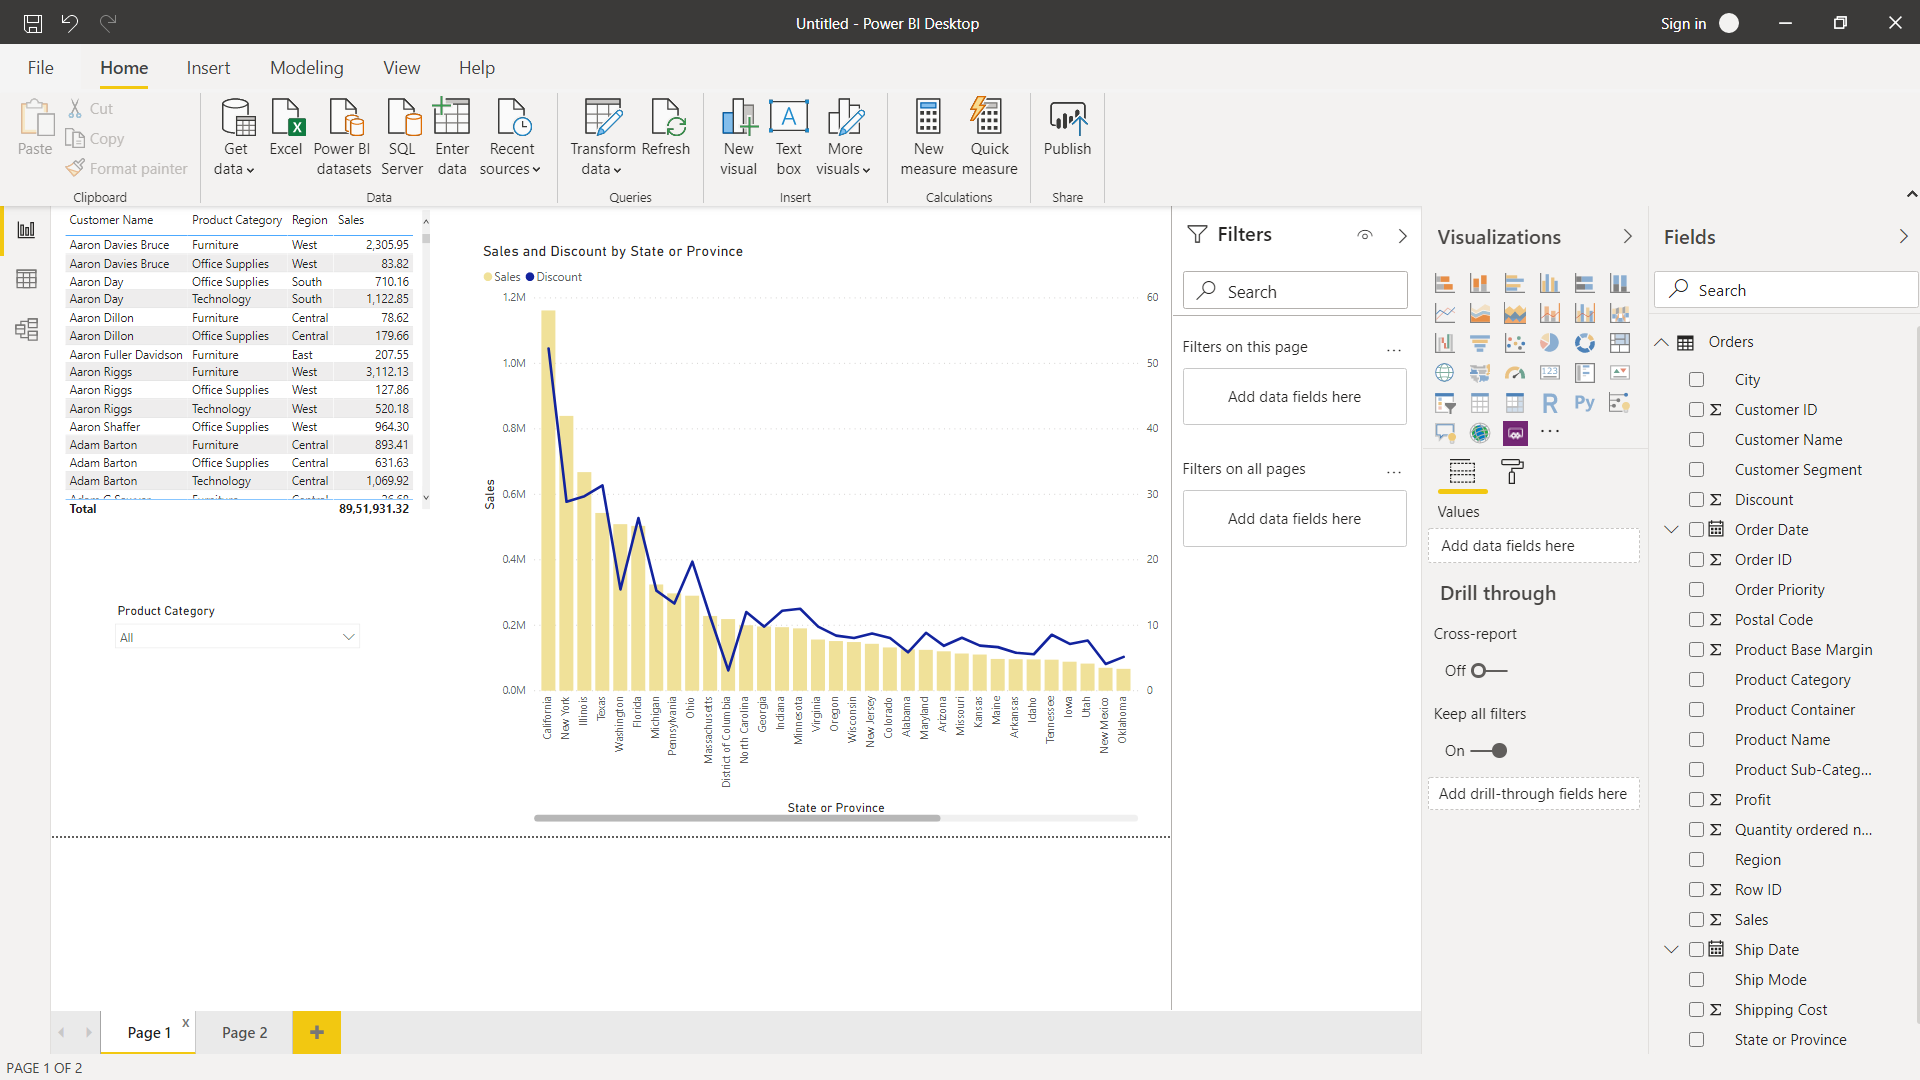 Untitled - Power BI Desktop
Sign in
File Home Insert Modeling View Help
Paste
Cut
Copy
Format painter
Clipboard
Get data
Excel
Power BI datasets
SQL Server
Enter data
Recent sources
Data
Transform data
Refresh
Queries
New visual
Text box
More visuals
Insert
New measure
Quick measure
Calculations
Publish
Share
Customer Name Product Category Region Sales
Aaron Davies Bruce Furniture West 2,305.95
Aaron Davies Bruce Office Supplies West 83.82
Aaron Day Office Supplies South 710.16
Aaron Day Technology South 1,122.85
Aaron Dillon Furniture Central 78.62
Aaron Dillon Office Supplies Central 179.66
Aaron Fuller Davidson Furniture East 207.55
Aaron Riggs Furniture West 3,112.13
Aaron Riggs Office Supplies West 127.86
Aaron Riggs Technology West 520.18
Aaron Shaffer Office Supplies West 964.30
Adam Barton Furniture Central 893.41
Adam Barton Office Supplies Central 631.63
Adam Barton Technology Central 1,069.92
Total 89,51,931.32
Product Category
All
Sales and Discount by State or Province
Sales Discount
1.2M
1.0M
0.8M
0.6M
0.4M
0.2M
0.0M
Sales
60
50
40
30
20
10
0
California
New York
Illinois
Texas
Washington
Florida
Michigan
Pennsylvania
Ohio
Massachusetts
District of Columbia
North Carolina
Georgia
Indiana
Minnesota
Virginia
Oregon
Wisconsin
New Jersey
Colorado
Alabama
Maryland
Arizona
Missouri
Kansas
Maine
Arkansas
Idaho
Tennessee
Iowa
Utah
New Mexico
Oklahoma
State or Province
Filters
Search
Filters on this page ...
Add data fields here
Filters on all pages ...
Add data fields here
Visualizations
123
R Py
...
Values
Add data fields here
Drill through
Cross-report
Off
Keep all filters
On
Add drill-through fields here
Fields
Search
Orders
City
Σ Customer ID
Customer Name
Customer Segment
Σ Discount
Order Date
Σ Order ID
Order Priority
Σ Postal Code
Σ Product Base Margin
Product Category
Product Container
Product Name
Product Sub-Categ...
Σ Profit
Σ Quantity ordered n...
Region
Σ Row ID
Σ Sales
Ship Date
Ship Mode
Σ Shipping Cost
State or Province
Page 1 x
Page 2
+
PAGE 1 OF 2